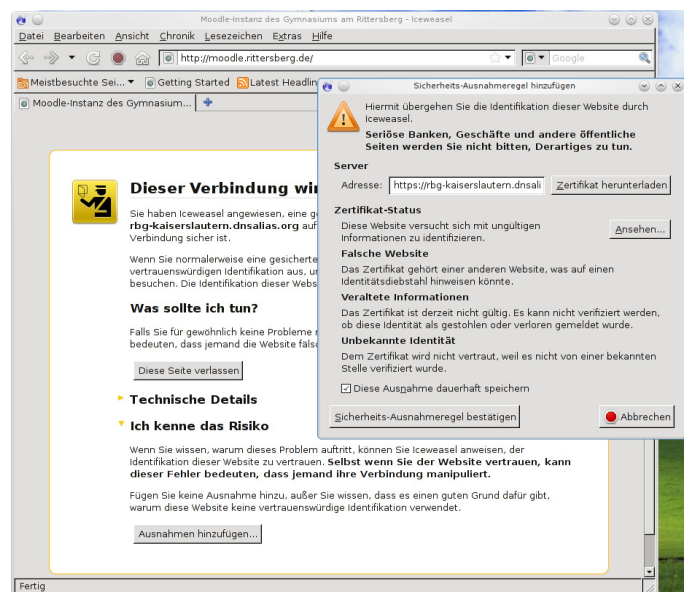 Moodle-Instanz des Gymnasiums am Rittersberg - Iceweasel
Datei Bearbeiten Ansicht Chronik Lesezeichen Extras Hilfe
http://moodle.rittersberg.de/
Google
Meistbesuchte Sei... Getting Started Latest Headlin
Moodle-Instanz des Gymnasium...
Dieser Verbindung wi
Sie haben Iceweasel angewiesen, eine g
rbg-kaiserslautern.dnsalias.org auf
Verbindung sicher ist.
Wenn Sie normalerweise eine gesicherte
vertrauenswürdigen Identifikation aus, u
besuchen. Die Identifikation dieser Webs
Was sollte ich tun?
Falls Sie für gewöhnlich keine Probleme
bedeuten, dass jemand die Website fäls
Diese Seite verlassen
Technische Details
Ich kenne das Risiko
Wenn Sie wissen, warum dieses Problem auftritt, können Sie Iceweasel anweisen, der
Identifikation dieser Website zu vertrauen. Selbst wenn Sie der Website vertrauen, kann
dieser Fehler bedeuten, dass jemand ihre Verbindung manipuliert.
Fügen Sie keine Ausnahme hinzu, außer Sie wissen, dass es einen guten Grund dafür gibt,
warum diese Website keine vertrauenswürdige Identifikation verwendet.
Ausnahmen hinzufügen...
Fertig
Sicherheits-Ausnahmeregel hinzufügen
Hiermit übergehen Sie die Identifikation dieser Website durch
Iceweasel.
Seriöse Banken, Geschäfte und andere öffentliche
Seiten werden Sie nicht bitten, Derartiges zu tun.
Server
Adresse: https://rbg-kaiserslautern.dnsali Zertifikat herunterladen
Zertifikat-Status
Diese Website versucht sich mit ungültigen
Informationen zu identifizieren.
Ansehen...
Falsche Website
Das Zertifikat gehört einer anderen Website, was auf einen
Identitätsdiebstahl hinweisen könnte.
Veraltete Informationen
Das Zertifikat ist derzeit nicht gültig. Es kann nicht verifiziert werden,
ob diese Identität als gestohlen oder verloren gemeldet wurde.
Unbekannte Identität
Dem Zertifikat wird nicht vertraut, weil es nicht von einer bekannten
Stelle verifiziert wurde.
Diese Ausnahme dauerhaft speichern
Sicherheits-Ausnahmeregel bestätigen Abbrechen